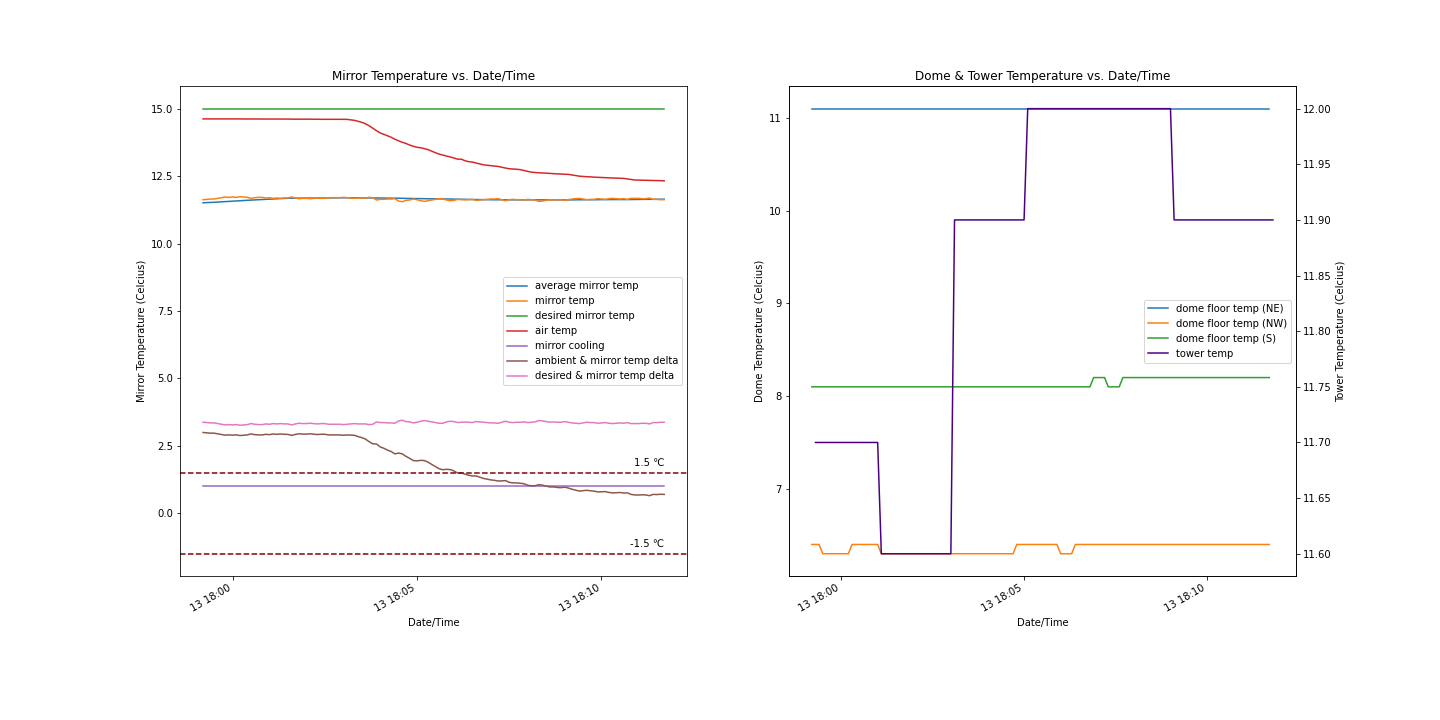 Mirror Temperature vs. Date/Time
15.0
12.5
10.0
7.5
5.0
2.5
0.0
Mirror Temperature (Celcius)
average mirror temp
mirror temp
desired mirror temp
air temp
mirror cooling
ambient & mirror temp delta
desired & mirror temp delta
1.5 °C
-1.5 °C
13 18:00
13 18:05
13 18:10
Date/Time
Dome & Tower Temperature vs. Date/Time
11
10
9
8
7
Dome Temperature (Celcius)
dome floor temp (NE)
dome floor temp (NW)
dome floor temp (S)
tower temp
12.00
11.95
11.90
11.85
11.80
11.75
11.70
11.65
11.60
Tower Temperature (Celcius)
13 18:00
13 18:05
13 18:10
Date/Time